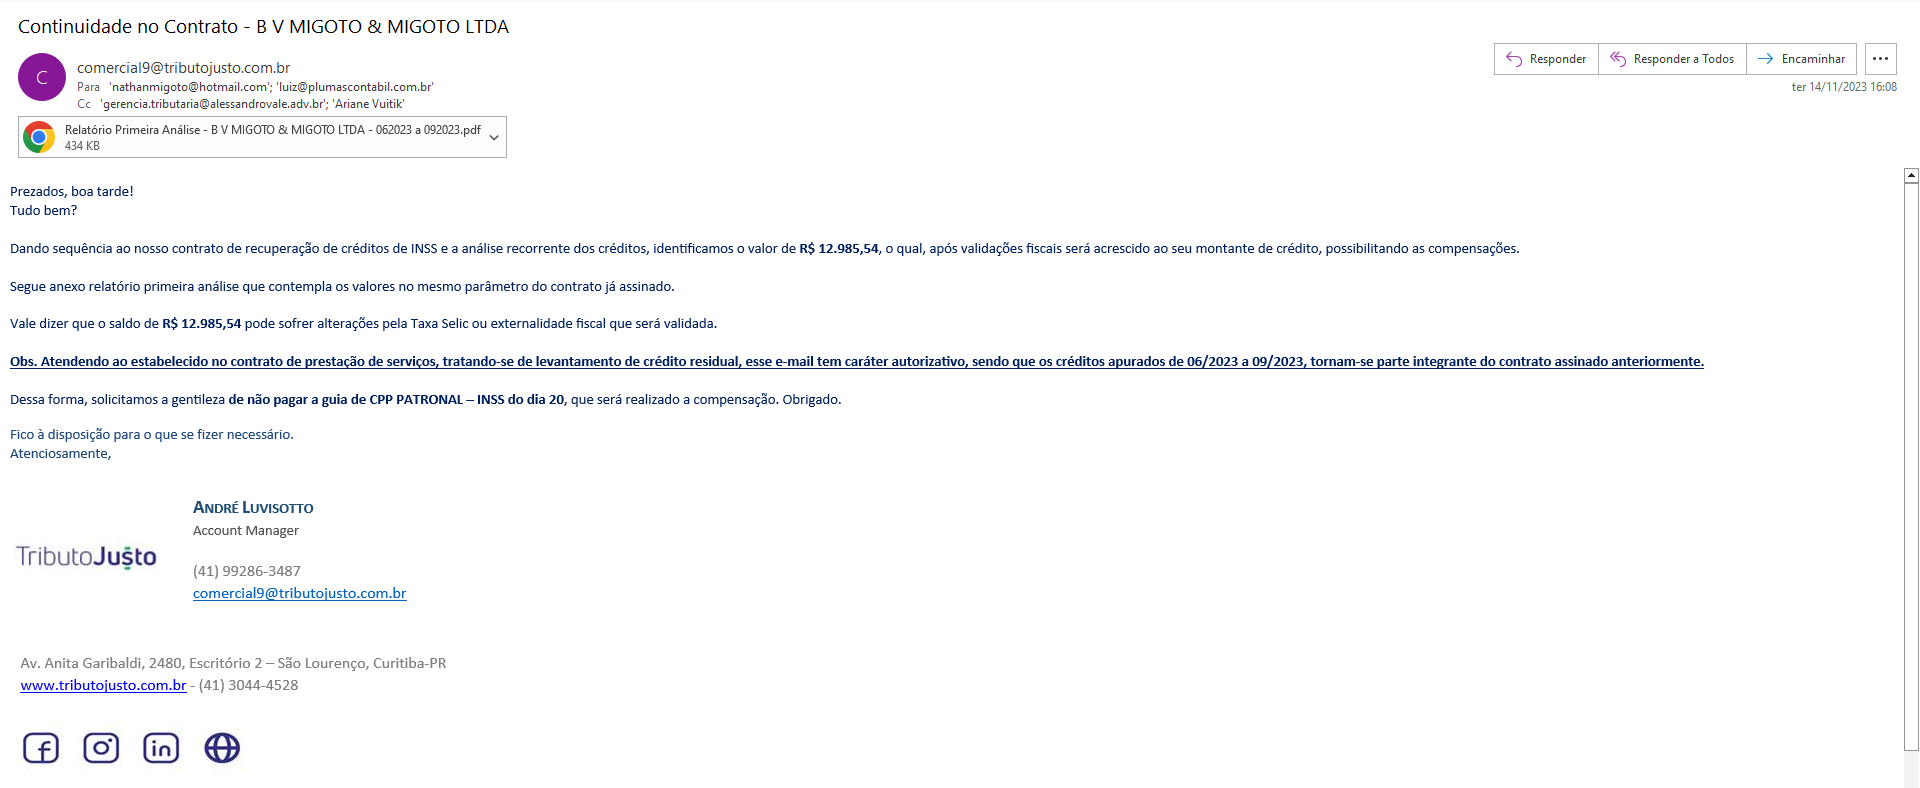 Continuidade no Contrato - B V MIGOTO & MIGOTO LTDA
C
comercial9@tributojusto.com.br
Para 'nathanmigoto@hotmail.com'; 'luiz@plumascontabil.com.br'
Cc 'gerencia.tributaria@alessandrovale.adv.br'; 'Ariane Vuitik'
Responder
Responder a Todos
Encaminhar
ter 14/11/2023 16:08
Relatório Primeira Análise - B V MIGOTO & MIGOTO LTDA - 062023 a 092023.pdf
434 KB
Prezados, boa tarde!
Tudo bem?
Dando sequência ao nosso contrato de recuperação de créditos de INSS e a análise recorrente dos créditos, identificamos o valor de R$ 12.985,54, o qual, após validações fiscais será acrescido ao seu montante de crédito, possibilitando as compensações.
Segue anexo relatório primeira análise que contempla os valores no mesmo parâmetro do contrato já assinado.
Vale dizer que o saldo de R$ 12.985,54 pode sofrer alterações pela Taxa Selic ou externalidade fiscal que será validada.
Obs. Atendendo ao estabelecido no contrato de prestação de serviços, tratando-se de levantamento de crédito residual, esse e-mail tem caráter autorizativo, sendo que os créditos apurados de 06/2023 a 09/2023, tornam-se parte integrante do contrato assinado anteriormente.
Dessa forma, solicitamos a gentileza de não pagar a guia de CPP PATRONAL – INSS do dia 20, que será realizado a compensação. Obrigado.
Fico à disposição para o que se fizer necessário.
Atenciosamente,
ANDRÉ LUVISOTTO
Account Manager
TributoJusto
(41) 99286-3487
comercial9@tributojusto.com.br
Av. Anita Garibaldi, 2480, Escritório 2 – São Lourenço, Curitiba-PR
www.tributojusto.com.br - (41) 3044-4528